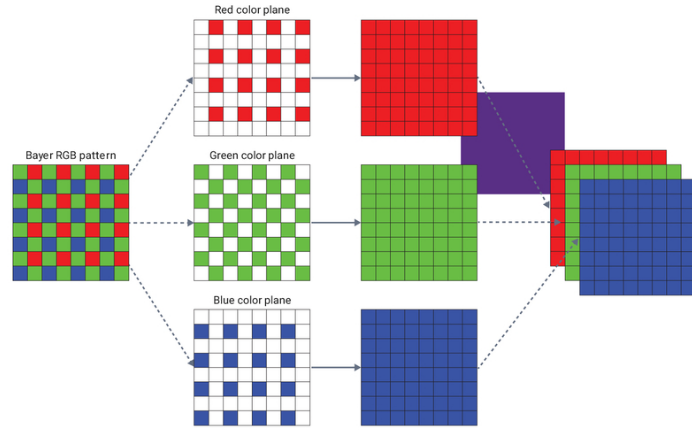 Red color plane
Bayer RGB pattern
Green color plane
Blue color plane